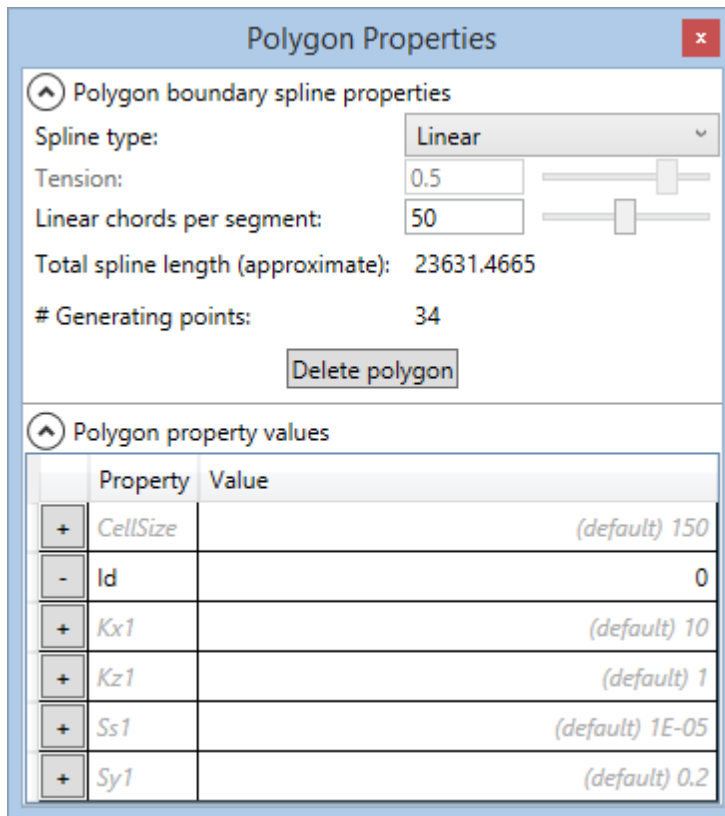 Polygon Properties
x
Polygon boundary spline properties
Spline type: Linear
Tension: 0.5
Linear chords per segment: 50
Total spline length (approximate): 23631.4665
# Generating points: 34
Delete polygon
Polygon property values
Property Value
+ CellSize (default) 150
- Id 0
+ Kx1 (default) 10
+ Kz1 (default) 1
+ Ss1 (default) 1E-05
+ Sy1 (default) 0.2